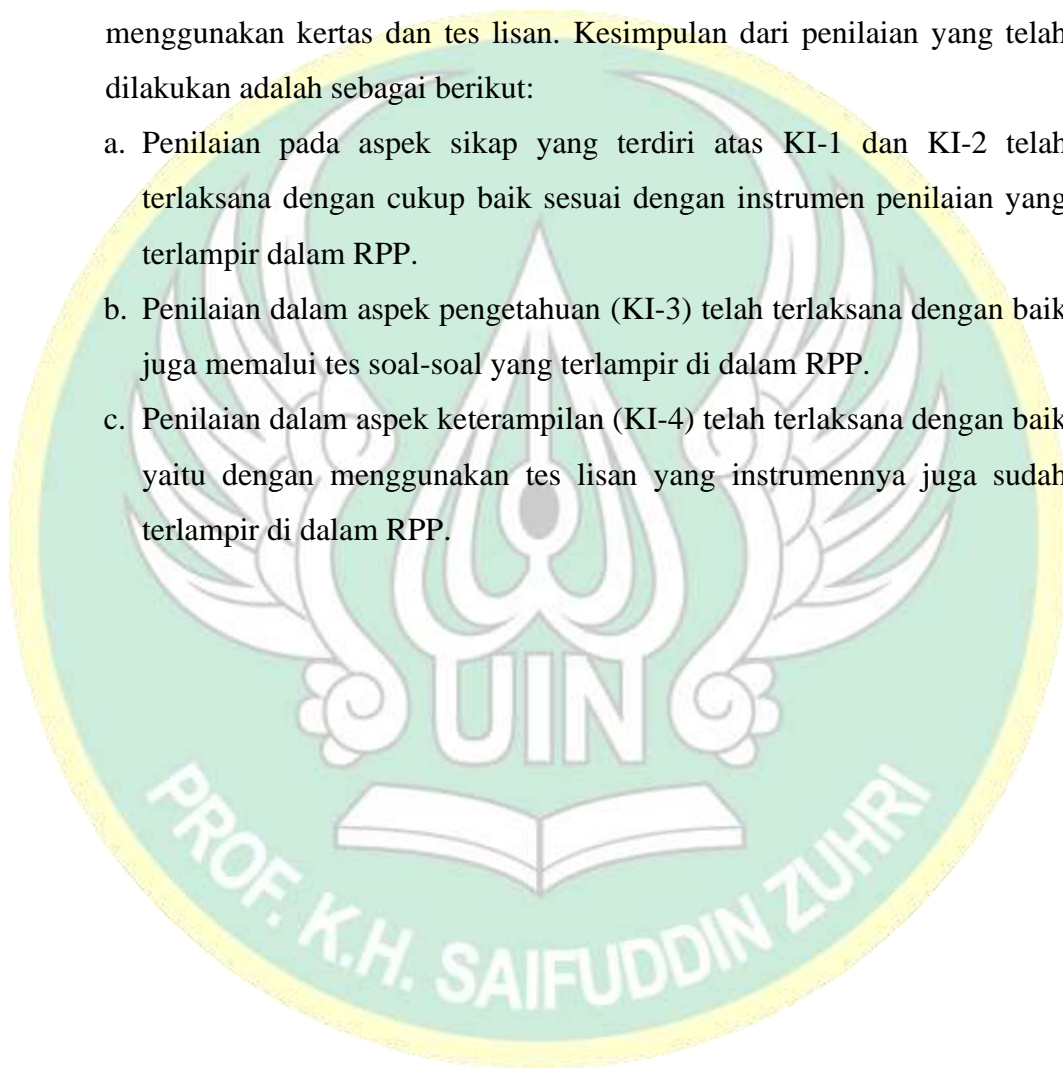 menggunakan kertas dan tes lisan. Kesimpulan dari penilaian yang telah
dilakukan adalah sebagai berikut:
a. Penilaian pada aspek sikap yang terdiri atas KI-1 dan KI-2 telah
terlaksana dengan cukup baik sesuai dengan instrumen penilaian yang
terlampir dalam RPP.
b. Penilaian dalam aspek pengetahuan (KI-3) telah terlaksana dengan baik
juga memalui tes soal-soal yang terlampir di dalam RPP.
c. Penilaian dalam aspek keterampilan (KI-4) telah terlaksana dengan baik
yaitu dengan menggunakan tes lisan yang instrumennya juga sudah
terlampir di dalam RPP.
UIN
PROF. K.H. SAIFUDDIN ZUHRI